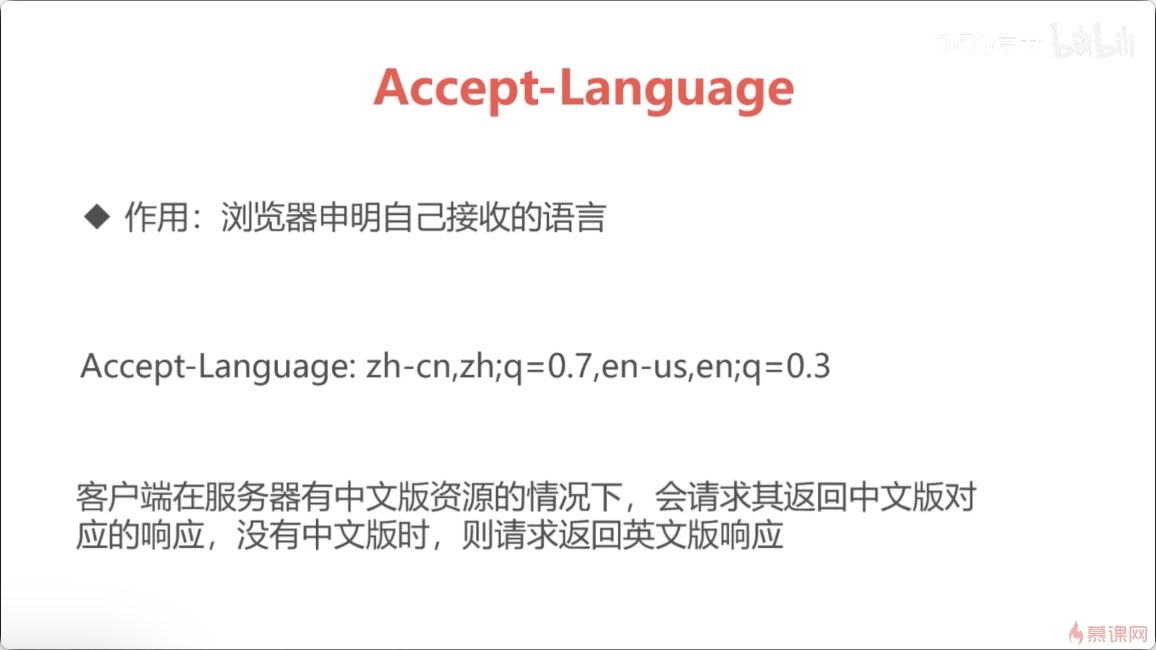 bilibili
Accept-Language
◆ 作用：浏览器申明自己接收的语言
Accept-Language: zh-cn,zh;q=0.7,en-us,en;q=0.3
客户端在服务器有中文版资源的情况下，会请求其返回中文版对
应的响应，没有中文版时，则请求返回英文版响应
慕课网